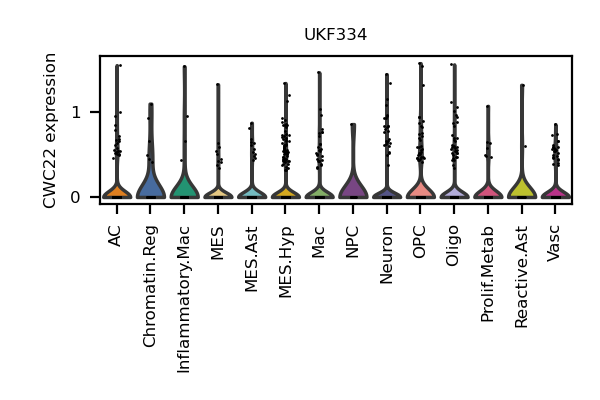 UKF334
CWC22 expression
1
0
AC
Chromatin.Reg
Inflammatory.Mac
MES
MES.Ast
MES.Hyp
Mac
NPC
Neuron
OPC
Oligo
Prolif.Metab
Reactive.Ast
Vasc